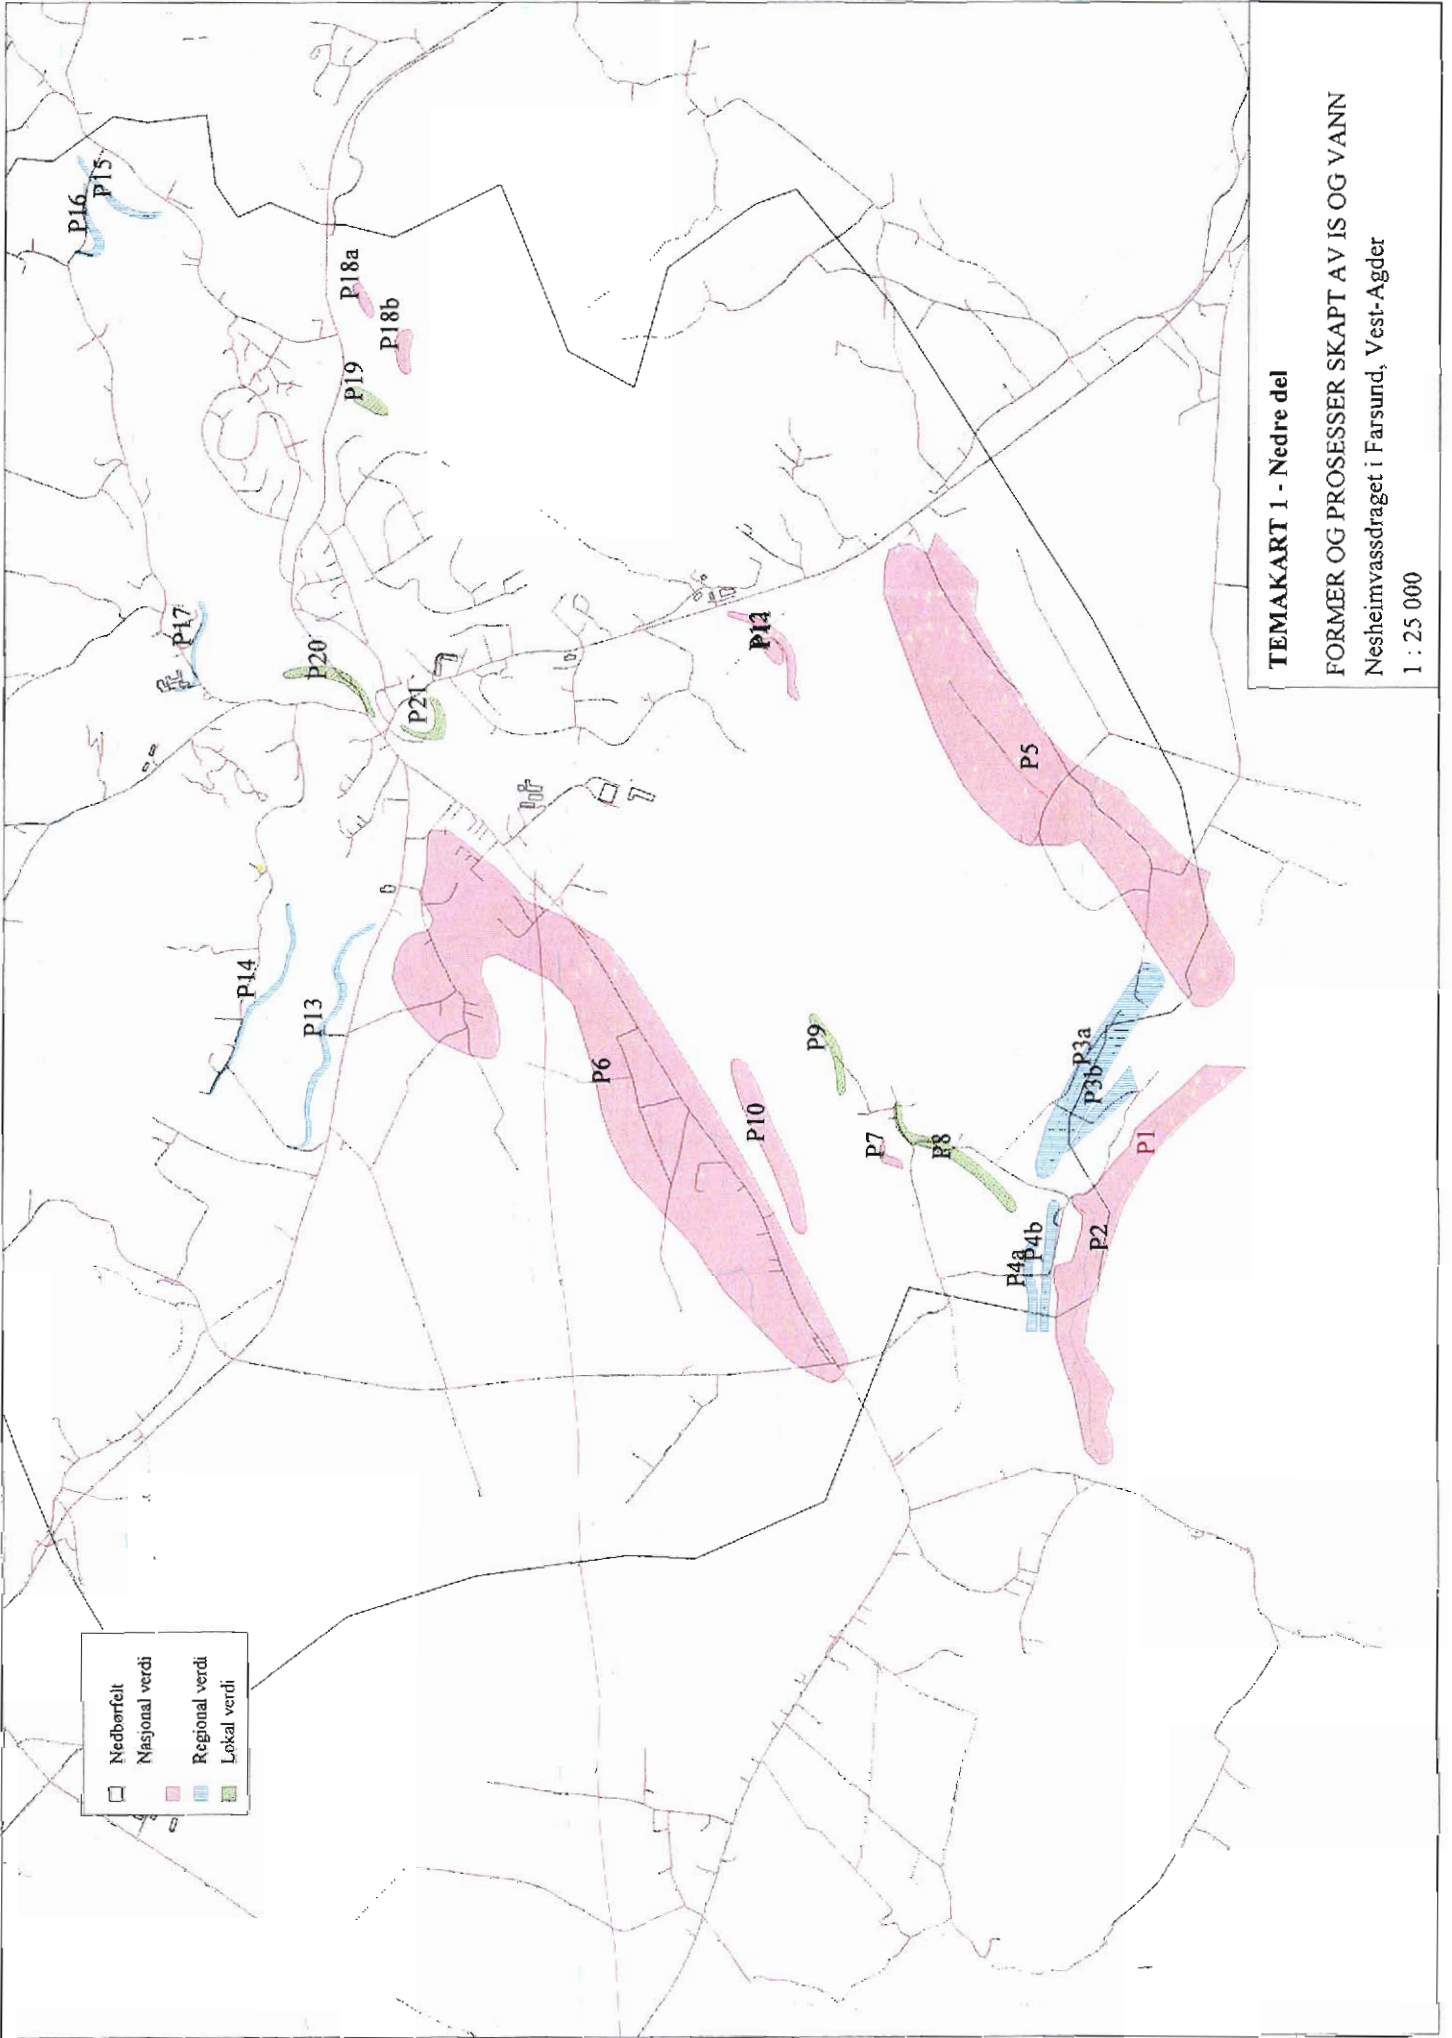 P16
P15
P18a
P18b
P19
P17
P20
P21
P14
P13
P6
P10
P9
P7
P8
P5
P3a
P3b
P1
P2
P4a
P4b
Nedbørfelt
Nasjonal verdi
Regional verdi
Lokal verdi
TEMAKART 1 - Nedre del
FORMER OG PROSESSER SKAPT AV IS OG VANN
Nesheimvassdraget i Farsund, Vest-Agder
1 : 25 000